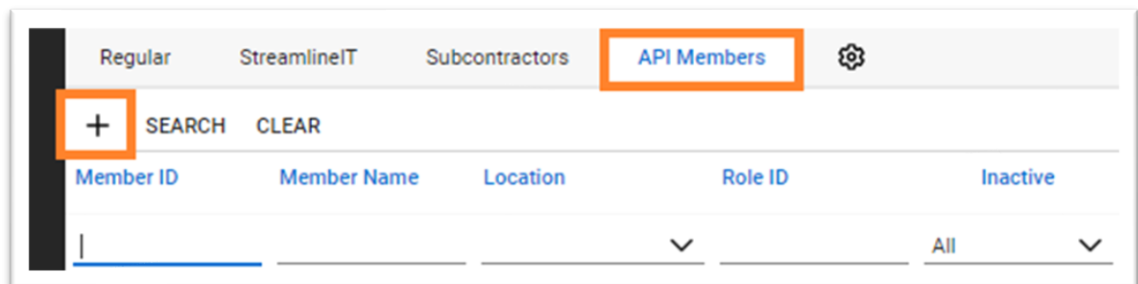 Regular StreamlineIT Subcontractors API Members
+ SEARCH CLEAR
Member ID Member Name Location Role ID Inactive
All